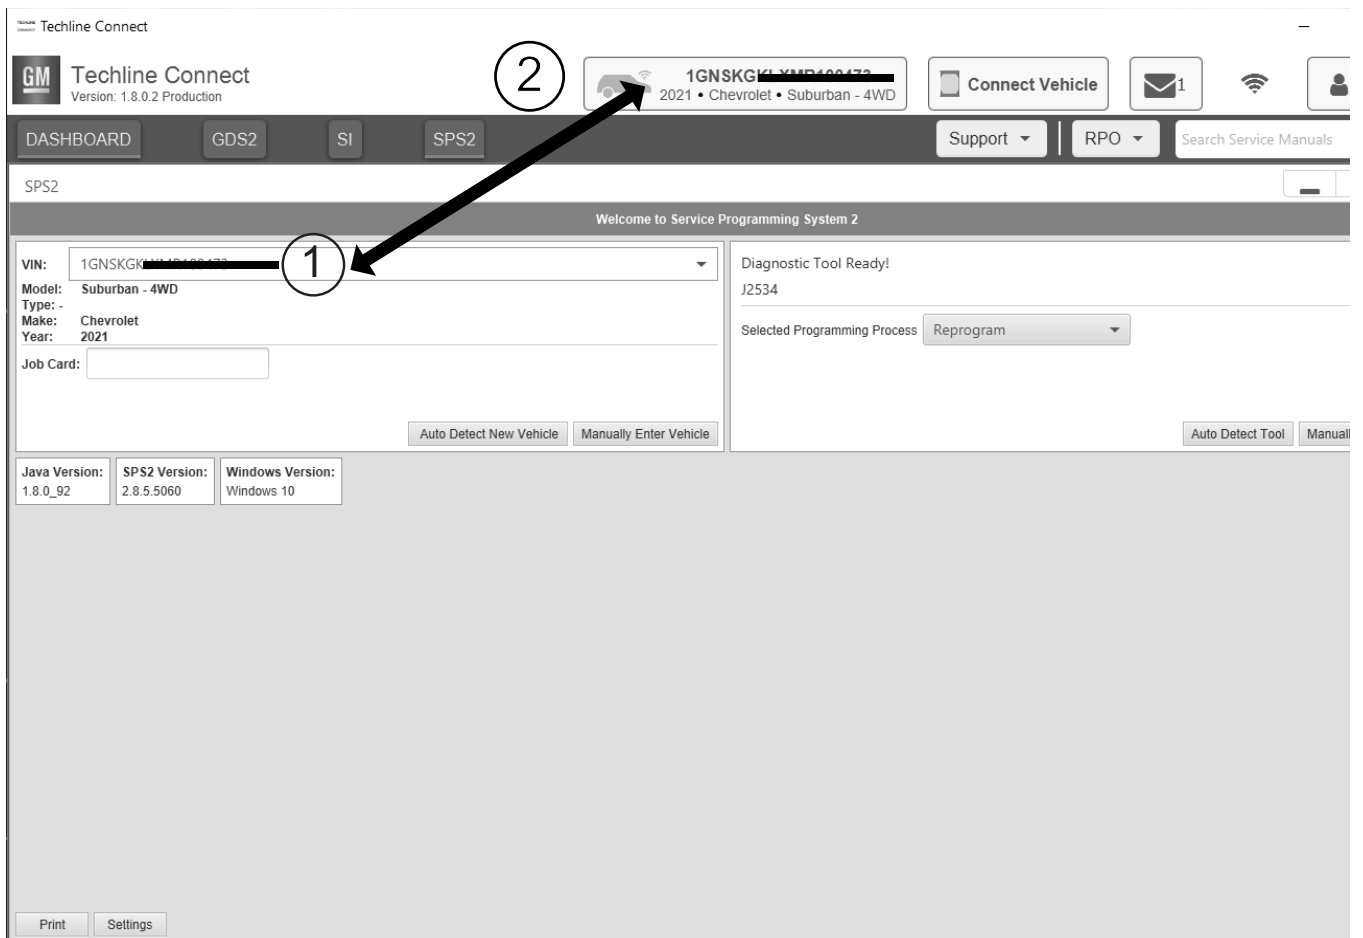 Techline Connect
GM
Techline Connect
Version: 1.8.0.2 Production
2
1GNSKGK
2021 • Chevrolet • Suburban - 4WD
Connect Vehicle
1
DASHBOARD
GDS2
SI
SPS2
Support
RPO
Search Service Manuals
SPS2
Welcome to Service Programming System 2
VIN:
1GNSKGK
1
Model: Suburban - 4WD
Type: -
Make: Chevrolet
Year: 2021
Job Card:
Auto Detect New Vehicle
Manually Enter Vehicle
Diagnostic Tool Ready!
J2534
Selected Programming Process
Reprogram
Auto Detect Tool
Manuall
Java Version:
1.8.0_92
SPS2 Version:
2.8.5.5060
Windows Version:
Windows 10
Print
Settings